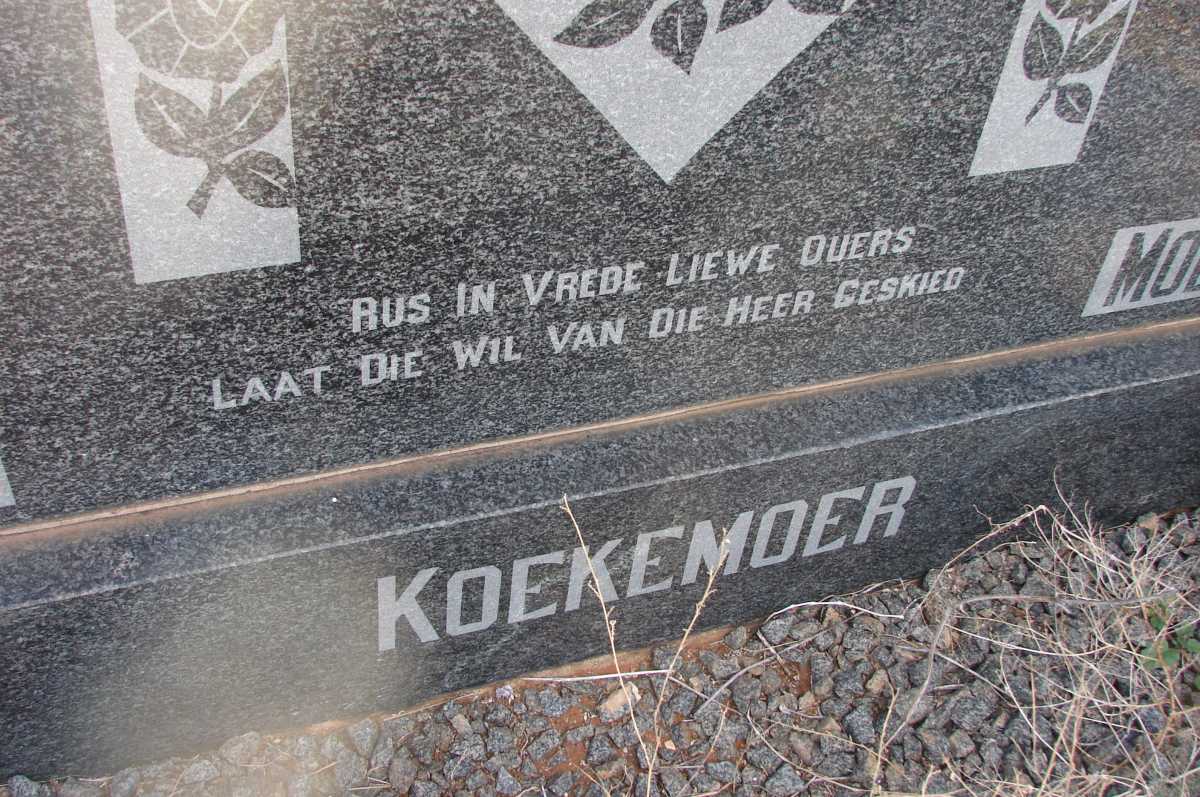 RUS IN VREDE LIEWE OUERS
LAAT DIE WIL VAN DIE HEER GESKIED
KOEKEMOER